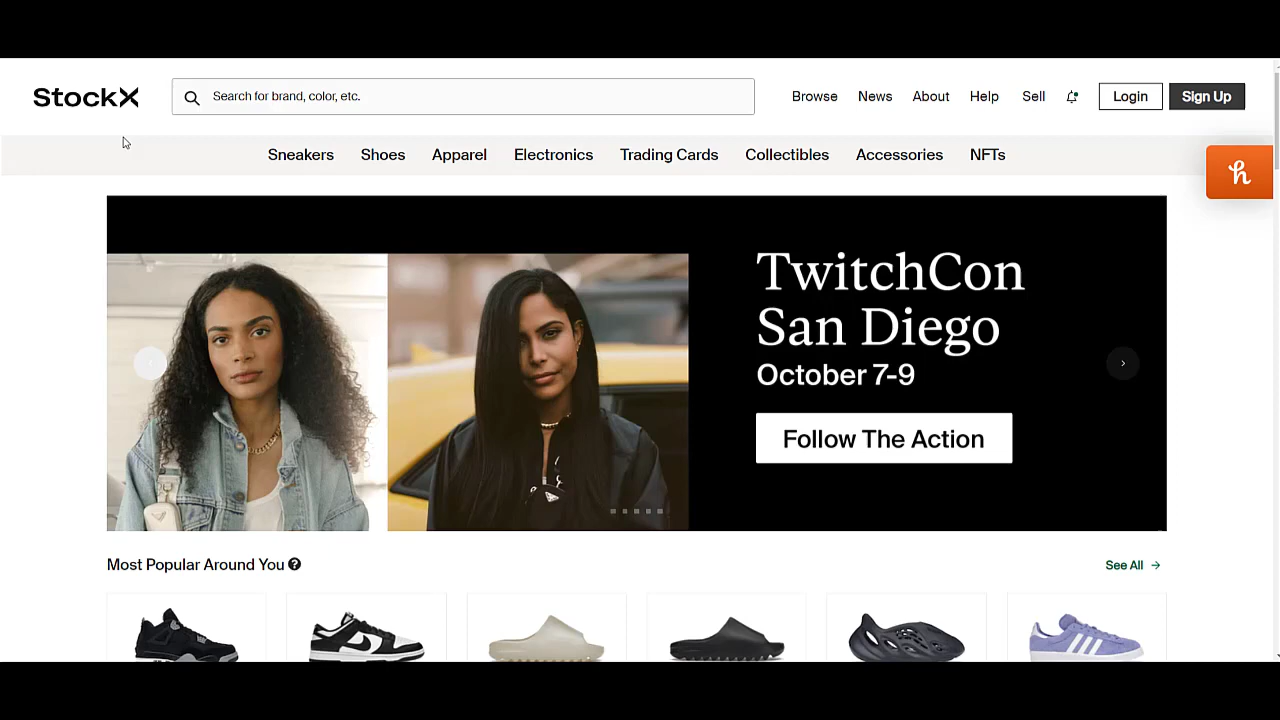 StockX
Search for brand, color, etc.
Browse News About Help Sell Login Sign Up
Sneakers Shoes Apparel Electronics Trading Cards Collectibles Accessories NFTs
h
TwitchCon
San Diego
October 7-9
Follow The Action
Most Popular Around You ?
See All →